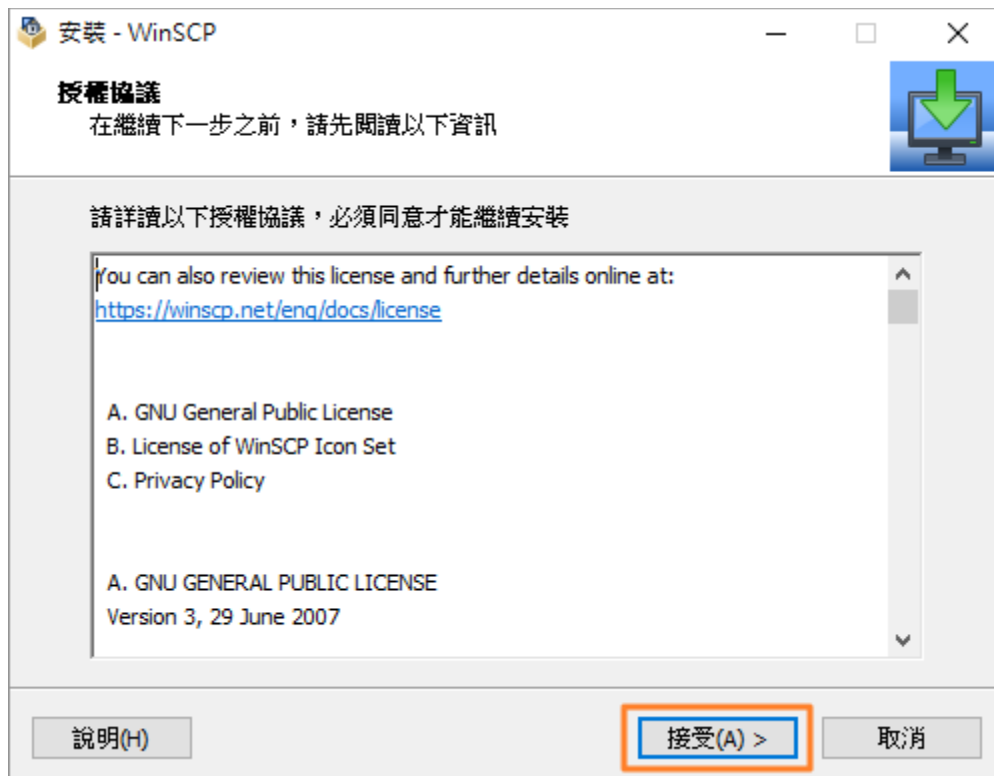 安裝 - WinSCP
授權協議
在繼續下一步之前，請先閱讀以下資訊
請詳讀以下授權協議，必須同意才能繼續安裝
You can also review this license and further details online at:
https://winscp.net/eng/docs/license
A. GNU General Public License
B. License of WinSCP Icon Set
C. Privacy Policy
A. GNU GENERAL PUBLIC LICENSE
Version 3, 29 June 2007
說明(H)
接受(A) >
取消